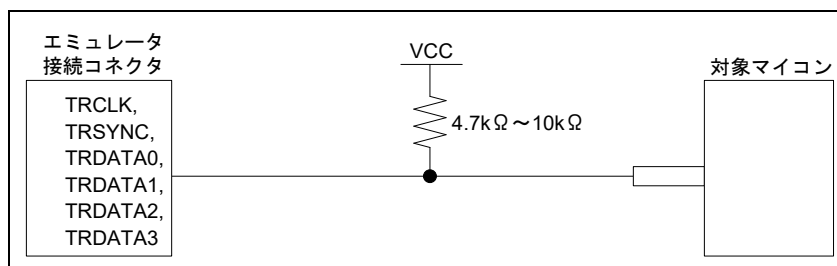 エミュレータ
接続コネクタ
TRCLK,
TRSYNC,
TRDATA0,
TRDATA1,
TRDATA2,
TRDATA3
VCC
4.7kΩ～10kΩ
対象マイコン